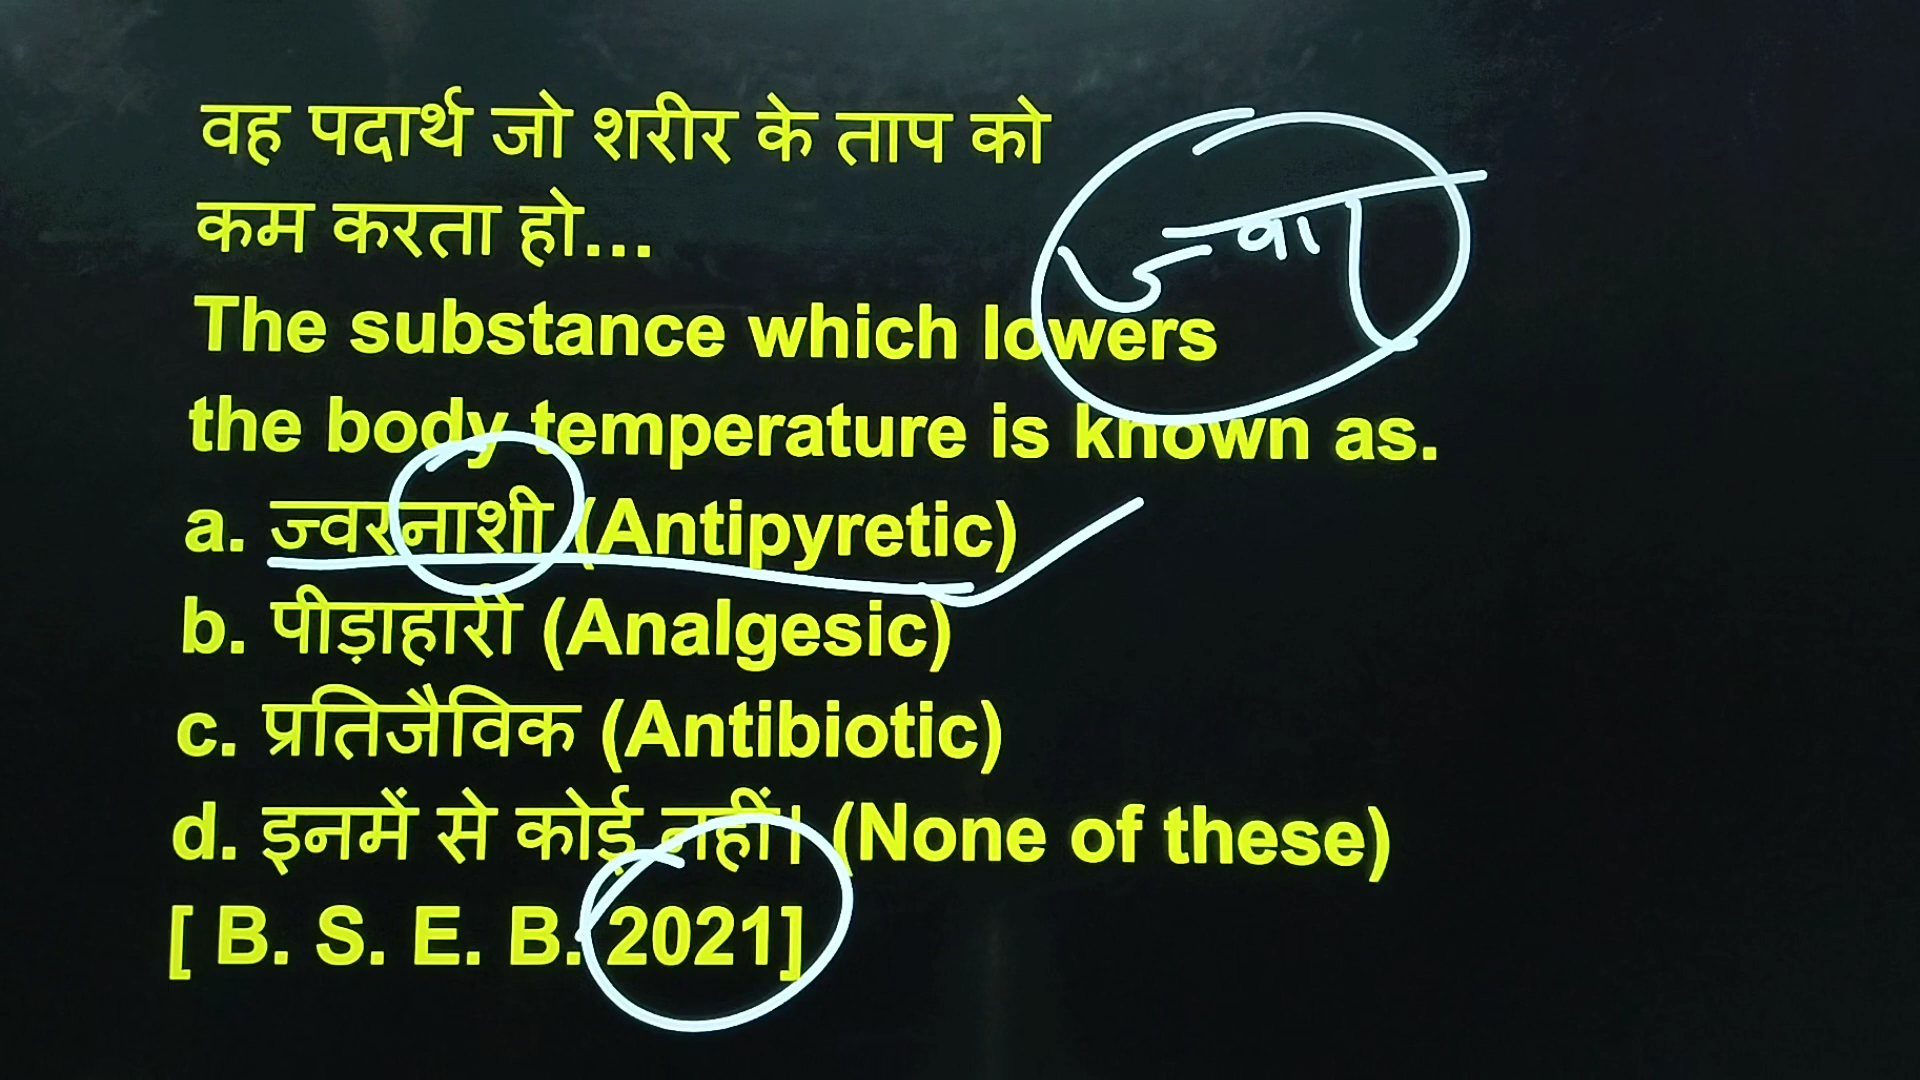 वह पदार्थ जो शरीर के ताप को
कम करता हो...
The substance which lowers
the body temperature is known as.
a. ज्वरनाशी (Antipyretic)
b. पीड़ाहारी (Analgesic)
c. प्रतिजैविक (Antibiotic)
d. इनमें से कोई नहीं। (None of these)
[ B. S. E. B. 2021]